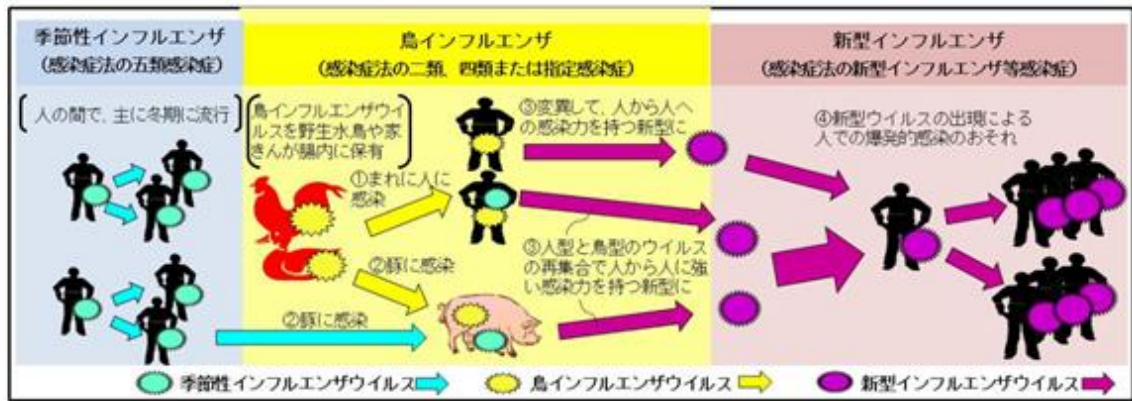 季節性インフルエンザ
(感染症法の五類感染症)
人の間で、主に冬期に流行
鳥インフルエンザ
(感染症法の二類、四類または指定感染症)
鳥インフルエンザウイ
ルスを野生水鳥や家
きんが腸内に保有
①まれに人に
感染
②豚に感染
②豚に感染
③変異して、人から人へ
の感染力を持つ新型に
③人型と鳥型のウイルス
の再集合で人から人に強
い感染力を持つ新型に
新型インフルエンザ
(感染症法の新型インフルエンザ等感染症)
④新型ウイルスの出現による
人での爆発的感染のおそれ
季節性インフルエンザウイルス
鳥インフルエンザウイルス
新型インフルエンザウイルス